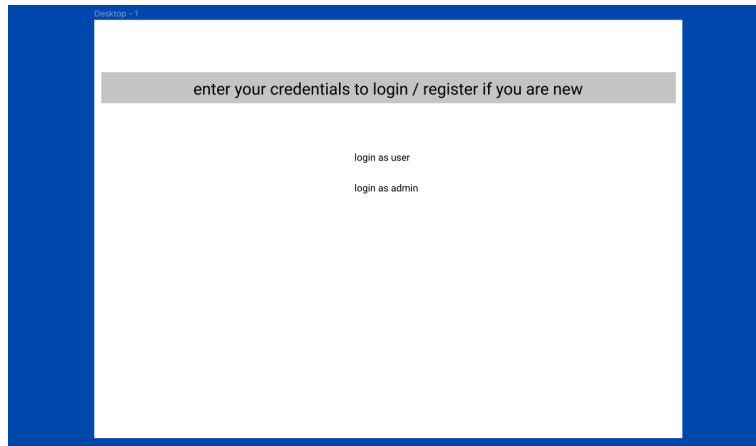 Desktop - 1
enter your credentials to login / register if you are new
login as user
login as admin